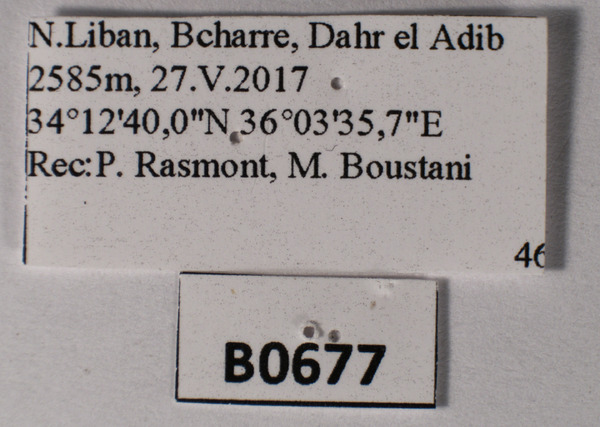 N.Liban, Bcharre, Dahr el Adib
2585m, 27.V.2017
34°12'40,0"N 36°03'35,7"E
Rec:P. Rasmont, M. Boustani
46
B0677